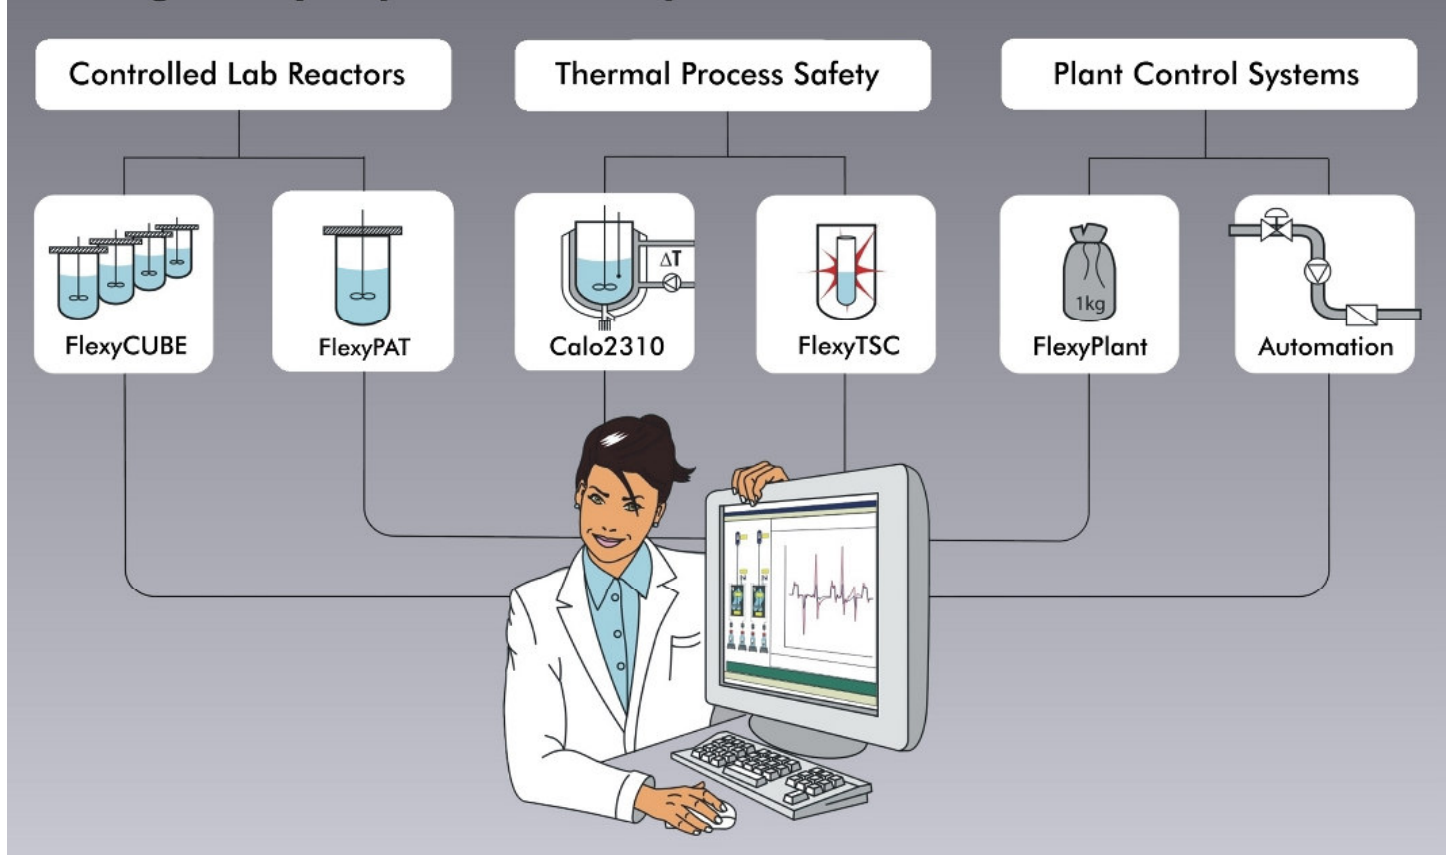 Controlled Lab Reactors
Thermal Process Safety
Plant Control Systems
ΔT
1kg
FlexyCUBE
FlexyPAT
Calo2310
FlexyTSC
FlexyPlant
Automation